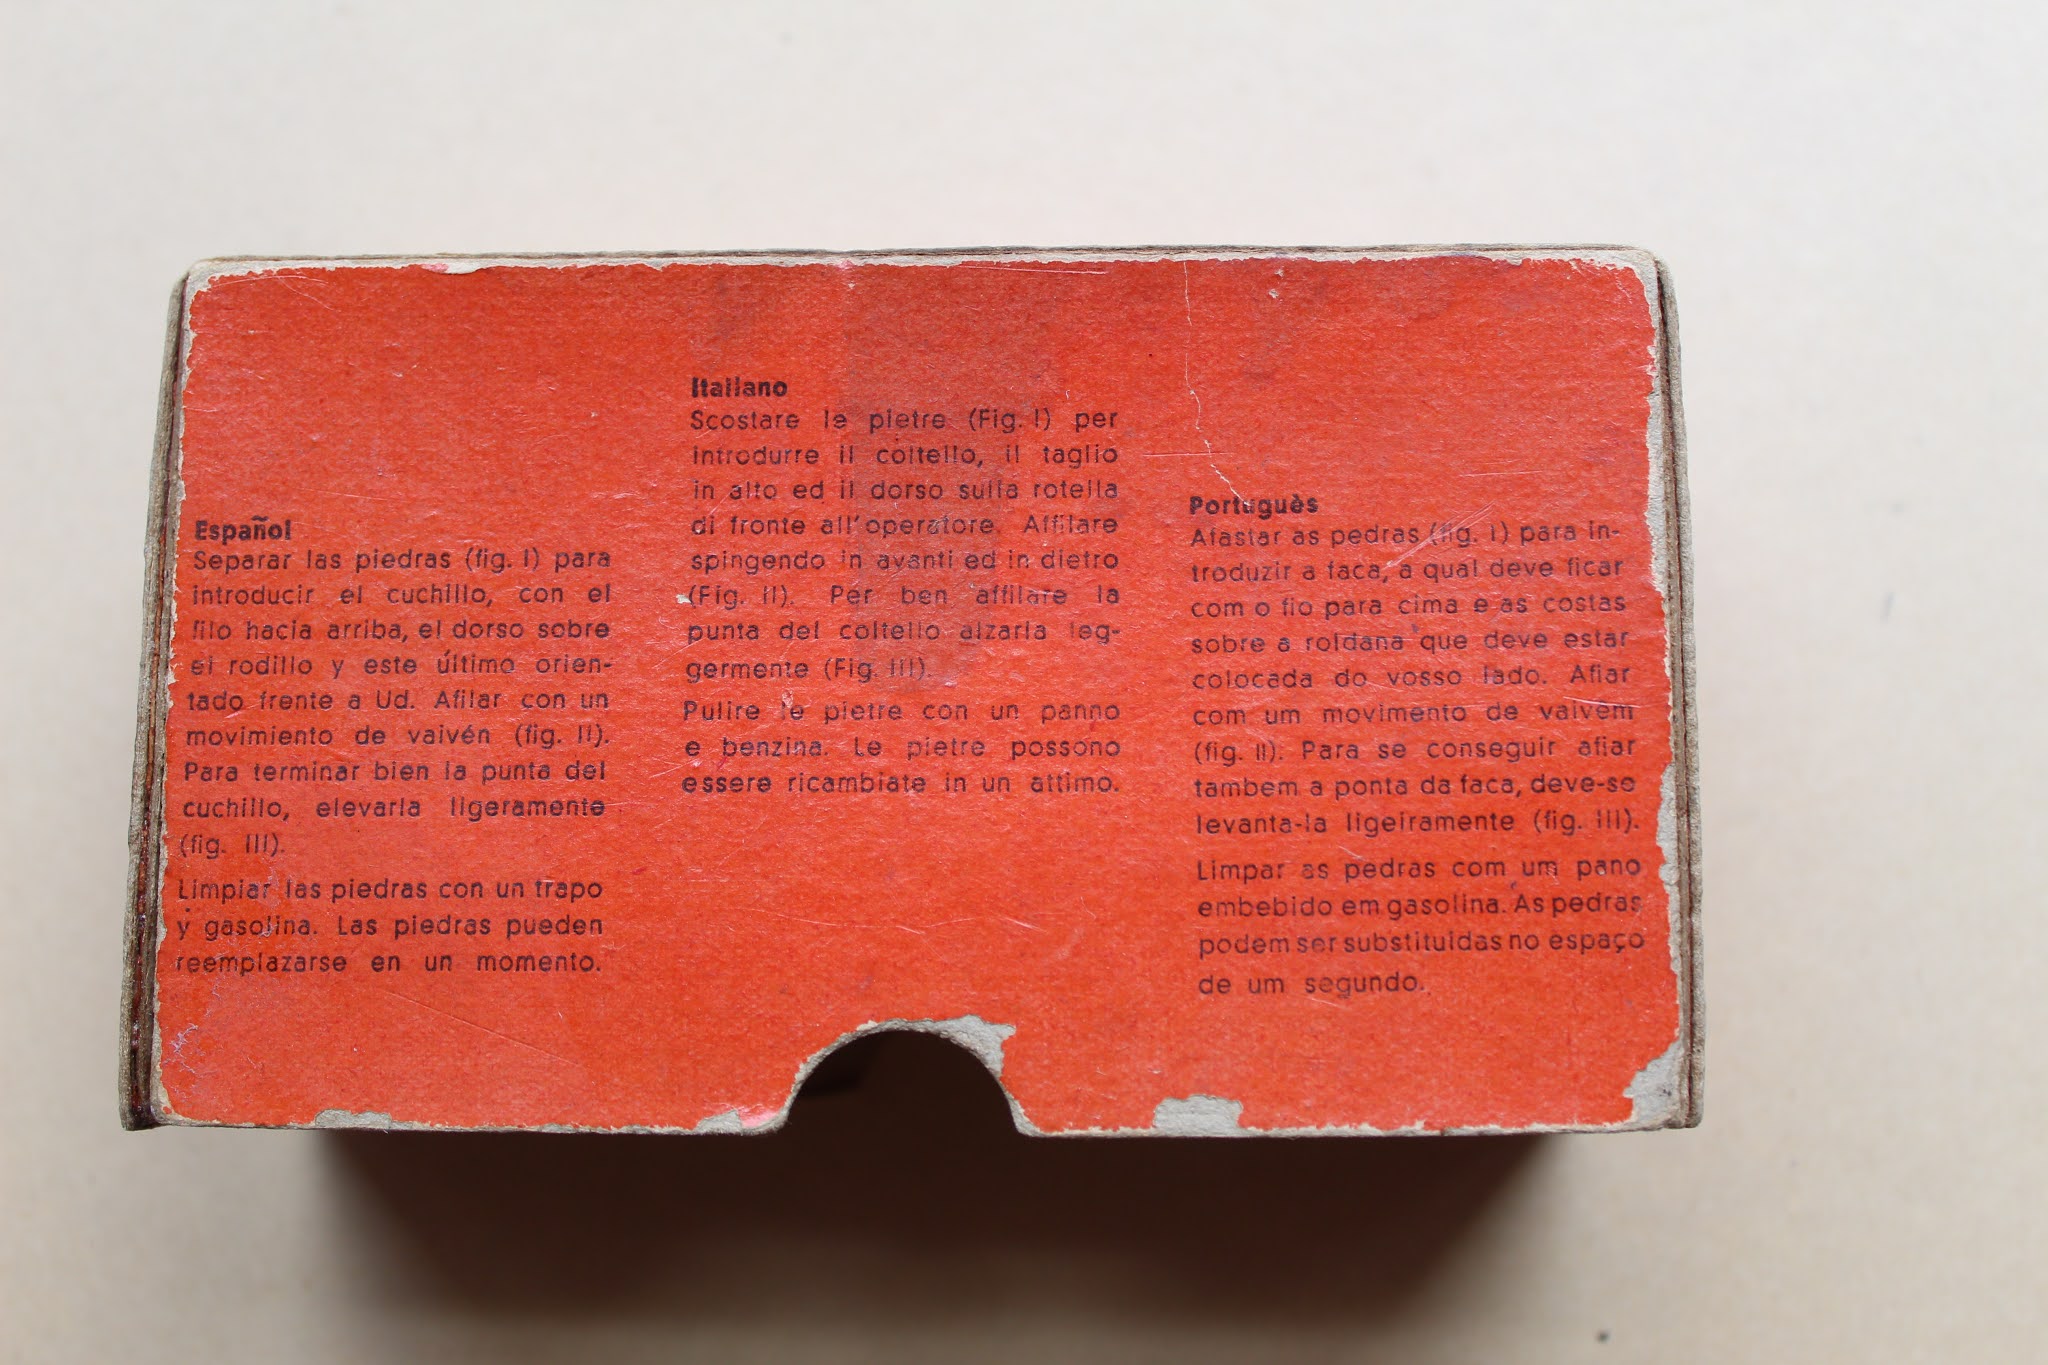 Español
Separar las piedras (fig. I) para
introducir el cuchillo, con el
filo hacia arriba, el dorso sobre
el rodillo y este último orien-
tado frente a Ud. Afilar con un
movimiento de vaivén (fig. II).
Para terminar bien la punta del
cuchillo, elevarla ligeramente
(fig. III).
Limpiar las piedras con un trapo
y gasolina. Las piedras pueden
reemplazarse en un momento.
Italiano
Scostare le pietre (Fig. I) per
introdurre il coltello, il taglio
in alto ed il dorso sulla rotella
di fronte all'operatore. Affilare
spingendo in avanti ed in dietro
(Fig. II). Per ben affilare la
punta del coltello alzarla leg-
germente (Fig. III).
Pulire le pietre con un panno
e benzina. Le pietre possono
essere ricambiate in un attimo.
Portuguès
Afastar as pedras (fig. I) para in-
troduzir a faca, a qual deve ficar
com o fio para cima e as costas
sobre a roldana que deve estar
colocada do vosso lado. Afiar
com um movimento de vaivem
(fig. II). Para se conseguir afiar
tambem a ponta da faca, deve-se
levanta-la ligeiramente (fig. III).
Limpar as pedras com um pano
embebido em gasolina. As pedras
podem ser substituidas no espaço
de um segundo.